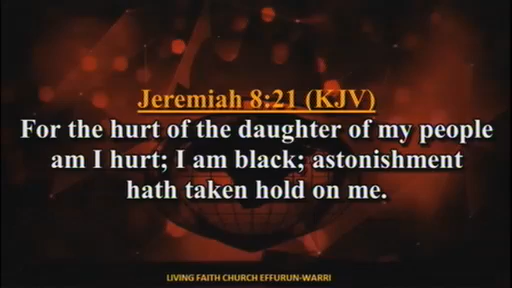 Jeremiah 8:21 (KJV)
For the hurt of the daughter of my people
am I hurt; I am black; astonishment
hath taken hold on me.
LIVING FAITH CHURCH EFFURUN-WARRI